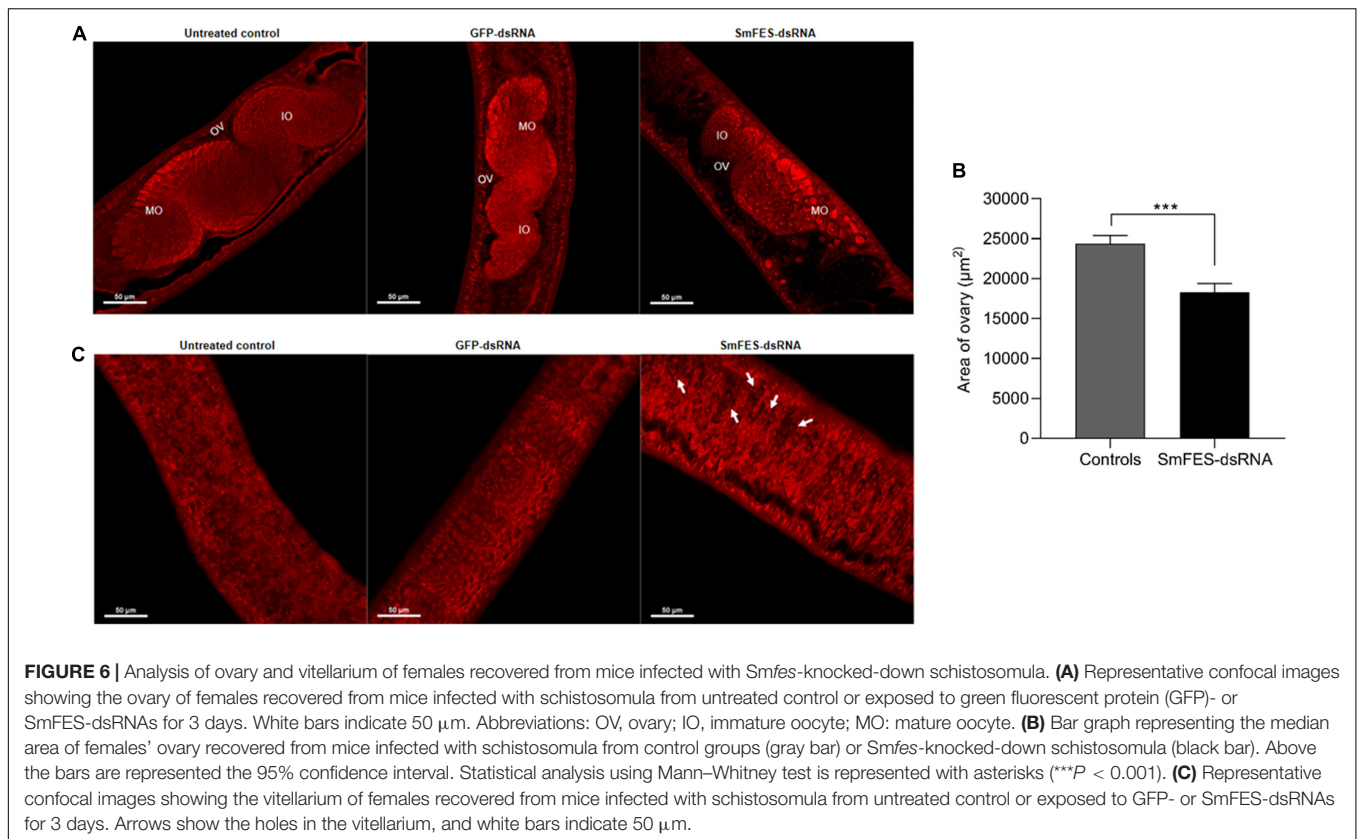 A
Untreated control
GFP-dsRNA
SmFES-dsRNA
OV
IO
MO
50 µm
MO
OV
IO
50 µm
IO
OV
MO
50 µm
B
Area of ovary (µm²)
30000
25000
20000
15000
10000
5000
0
***
Controls
SmFES-dsRNA
C
Untreated control
GFP-dsRNA
SmFES-dsRNA
50 µm
50 µm
50 µm
FIGURE 6 | Analysis of ovary and vitellarium of females recovered from mice infected with Smfes-knocked-down schistosomula. (A) Representative confocal images
showing the ovary of females recovered from mice infected with schistosomula from untreated control or exposed to green fluorescent protein (GFP)- or
SmFES-dsRNAs for 3 days. White bars indicate 50 μm. Abbreviations: OV, ovary; IO, immature oocyte; MO: mature oocyte. (B) Bar graph representing the median
area of females' ovary recovered from mice infected with schistosomula from control groups (gray bar) or Smfes-knocked-down schistosomula (black bar). Above
the bars are represented the 95% confidence interval. Statistical analysis using Mann–Whitney test is represented with asterisks (***P < 0.001). (C) Representative
confocal images showing the vitellarium of females recovered from mice infected with schistosomula from untreated control or exposed to GFP- or SmFES-dsRNAs
for 3 days. Arrows show the holes in the vitellarium, and white bars indicate 50 μm.